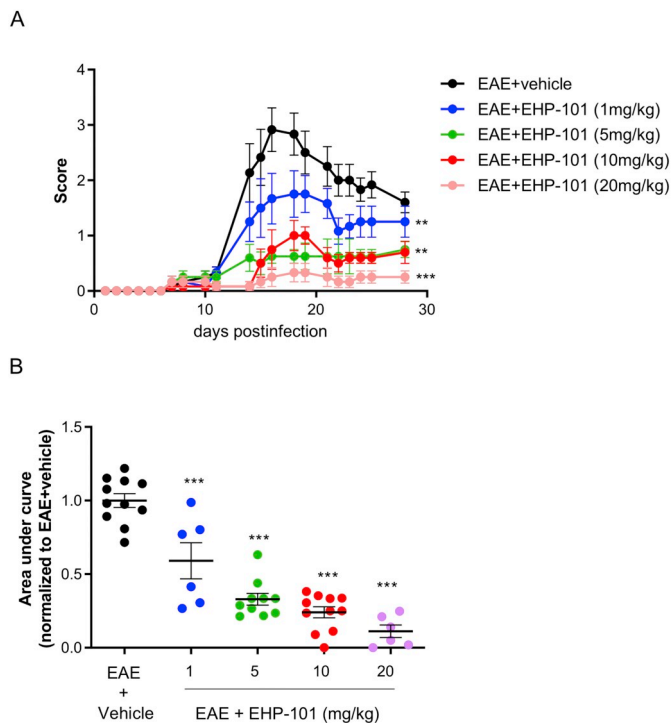 A
EAE+vehicle
EAE+EHP-101 (1mg/kg)
EAE+EHP-101 (5mg/kg)
EAE+EHP-101 (10mg/kg)
EAE+EHP-101 (20mg/kg)
Score
4
3
2
1
0
**
**
***
0 10 20 30
days postinfection
B
Area under curve
(normalized to EAE+vehicle)
1.5
1.0
0.5
0.0
***
***
***
***
EAE
+
Vehicle
1 5 10 20
EAE + EHP-101 (mg/kg)